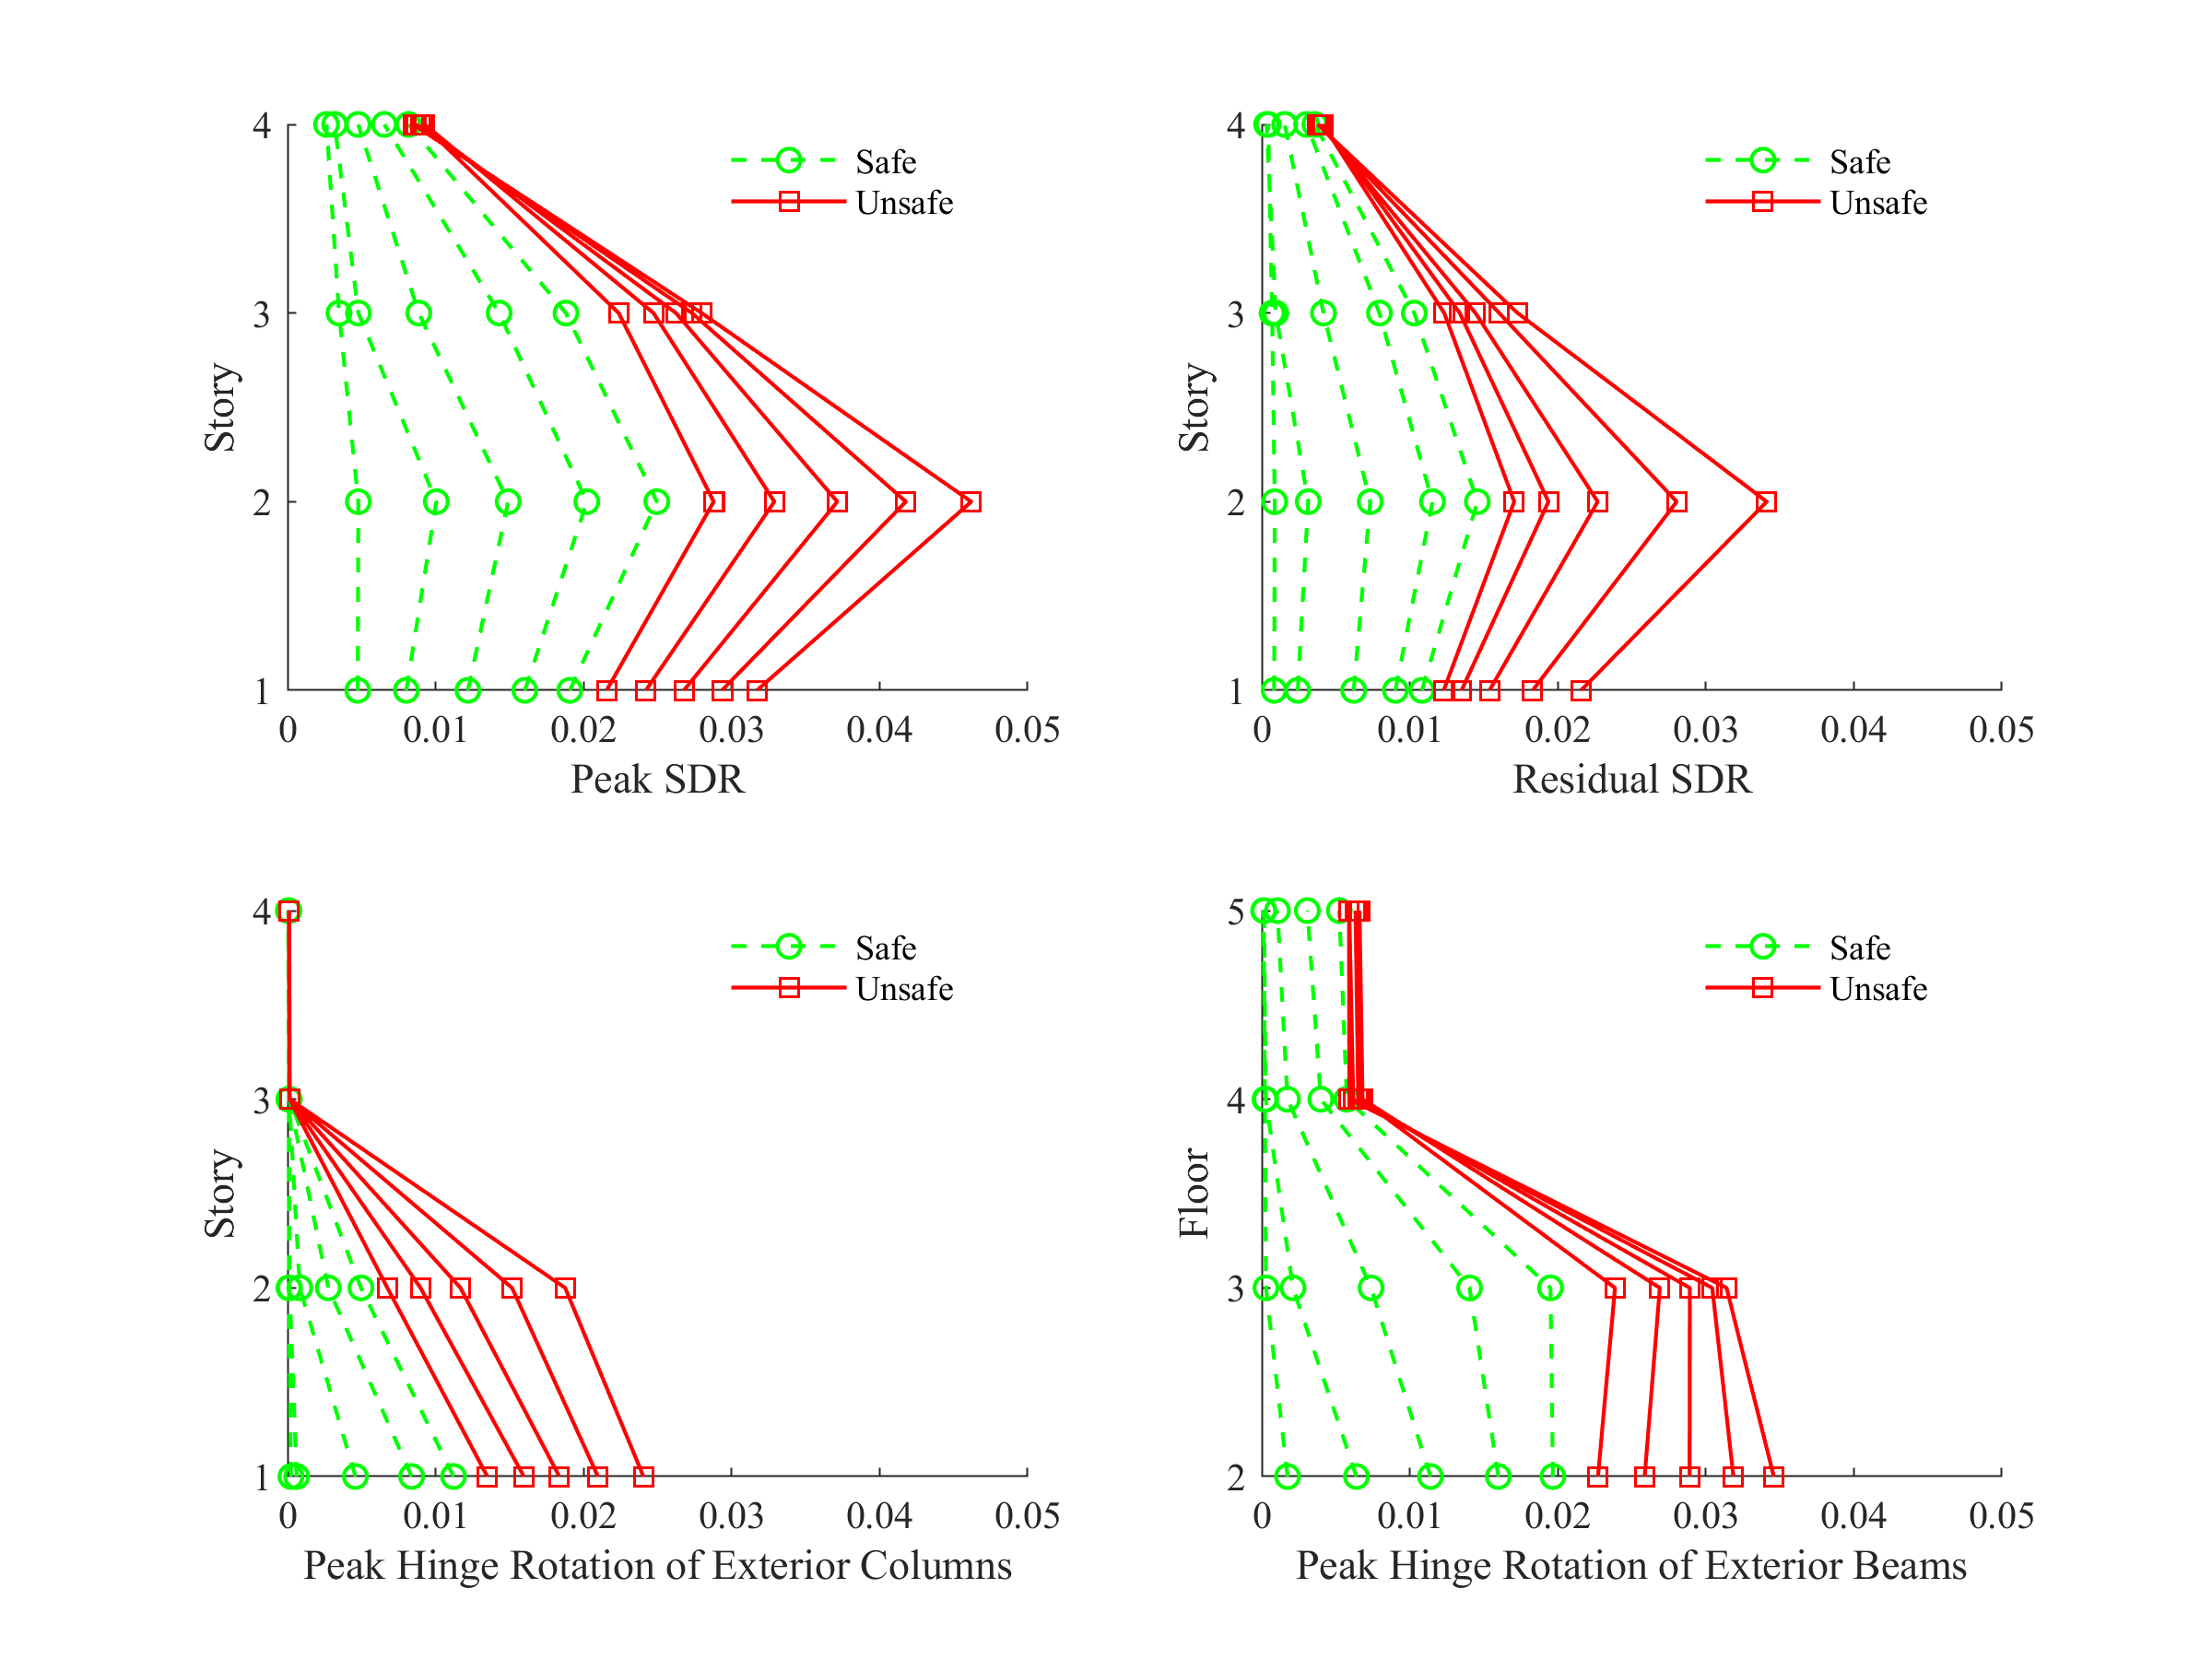 4
3
2
1
Story
0 0.01 0.02 0.03 0.04 0.05
Peak SDR
Safe
Unsafe
4
3
2
1
Story
0 0.01 0.02 0.03 0.04 0.05
Residual SDR
Safe
Unsafe
4
3
2
1
Story
0 0.01 0.02 0.03 0.04 0.05
Peak Hinge Rotation of Exterior Columns
Safe
Unsafe
5
4
3
2
Floor
0 0.01 0.02 0.03 0.04 0.05
Peak Hinge Rotation of Exterior Beams
Safe
Unsafe